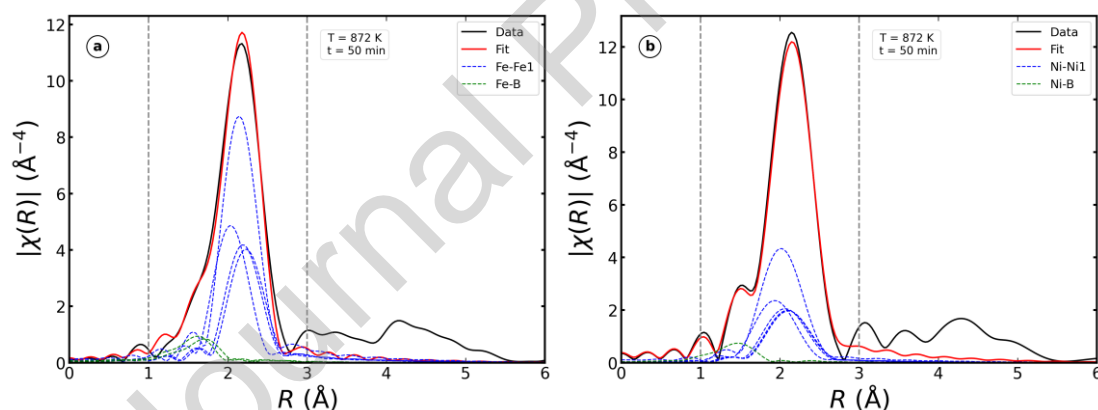 a
T = 872 K
t = 50 min
Data
Fit
Fe-Fe1
Fe-B
|χ(R)| (Å⁻⁴)
12
10
8
6
4
2
0
0 1 2 3 4 5 6
R (Å)
b
T = 872 K
t = 50 min
Data
Fit
Ni-Ni1
Ni-B
|χ(R)| (Å⁻⁴)
12
10
8
6
4
2
0
0 1 2 3 4 5 6
R (Å)
Journal Pr